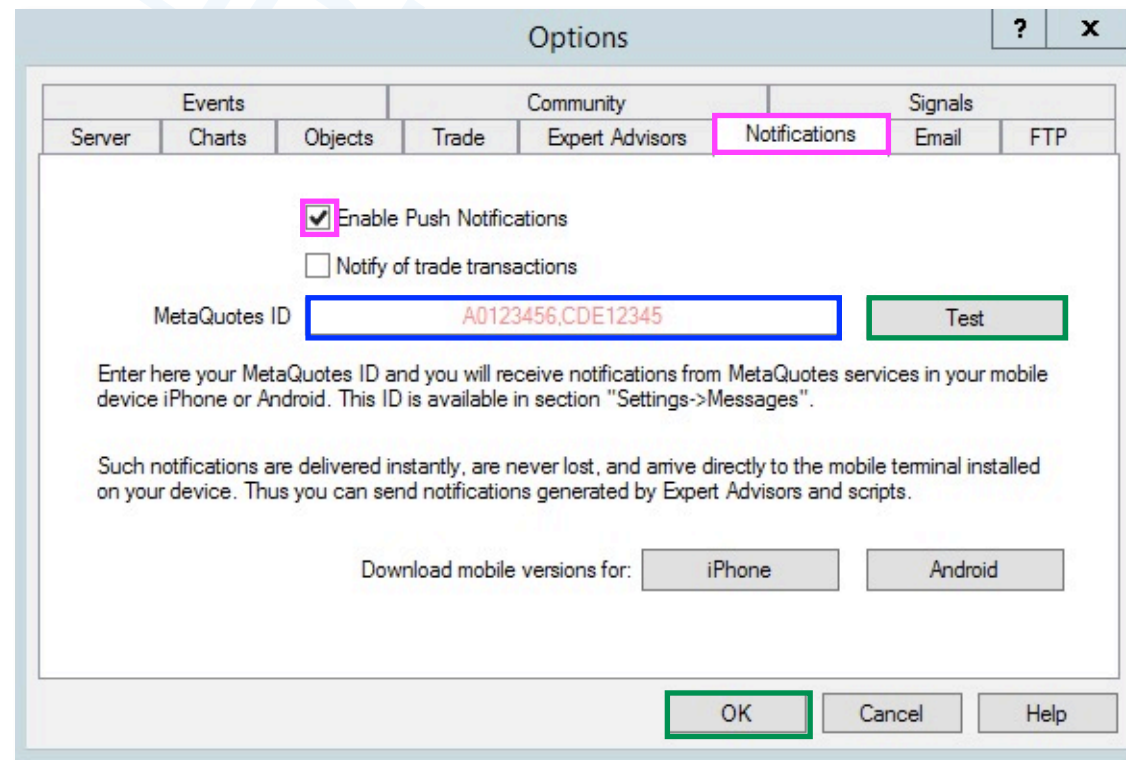 Options
? x
Events Community Signals
Server Charts Objects Trade Expert Advisors Notifications Email FTP
Enable Push Notifications
Notify of trade transactions
MetaQuotes ID A0123456,CDE12345 Test
Enter here your MetaQuotes ID and you will receive notifications from MetaQuotes services in your mobile
device iPhone or Android. This ID is available in section "Settings->Messages".
Such notifications are delivered instantly, are never lost, and arrive directly to the mobile terminal installed
on your device. Thus you can send notifications generated by Expert Advisors and scripts.
Download mobile versions for: iPhone Android
OK Cancel Help